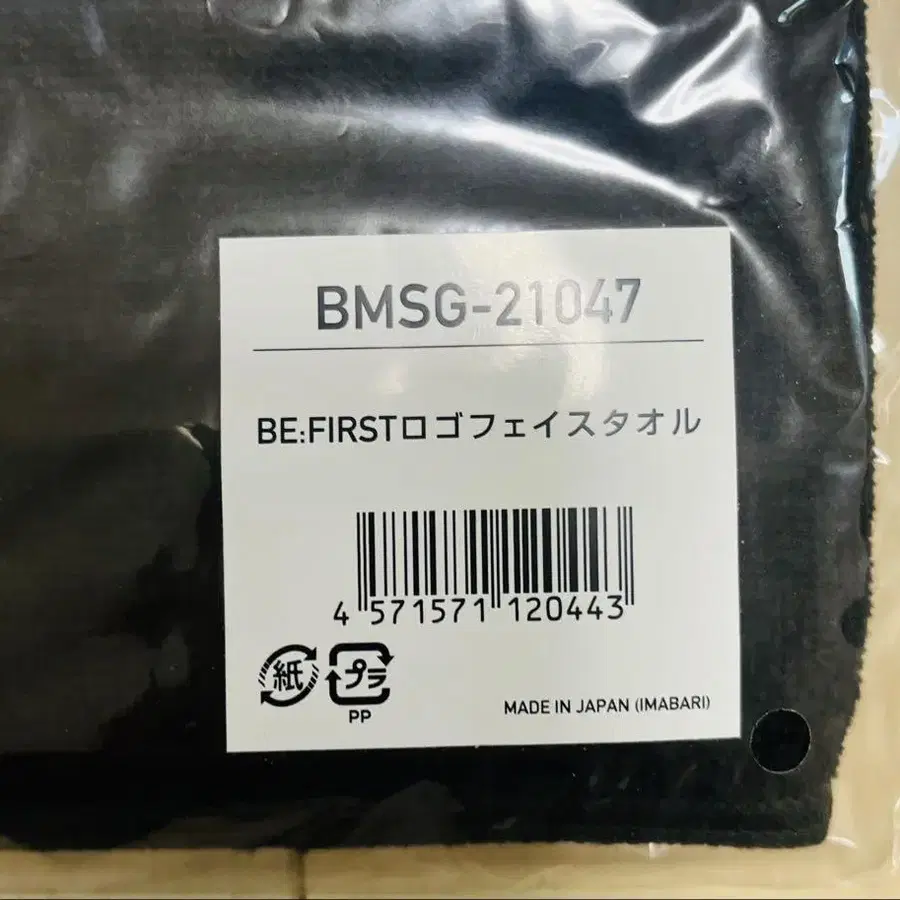 BMSG-21047
BE:FIRSTロゴフェイスタオル
4 571571 120443
紙 プラ
PP
MADE IN JAPAN (IMABARI)